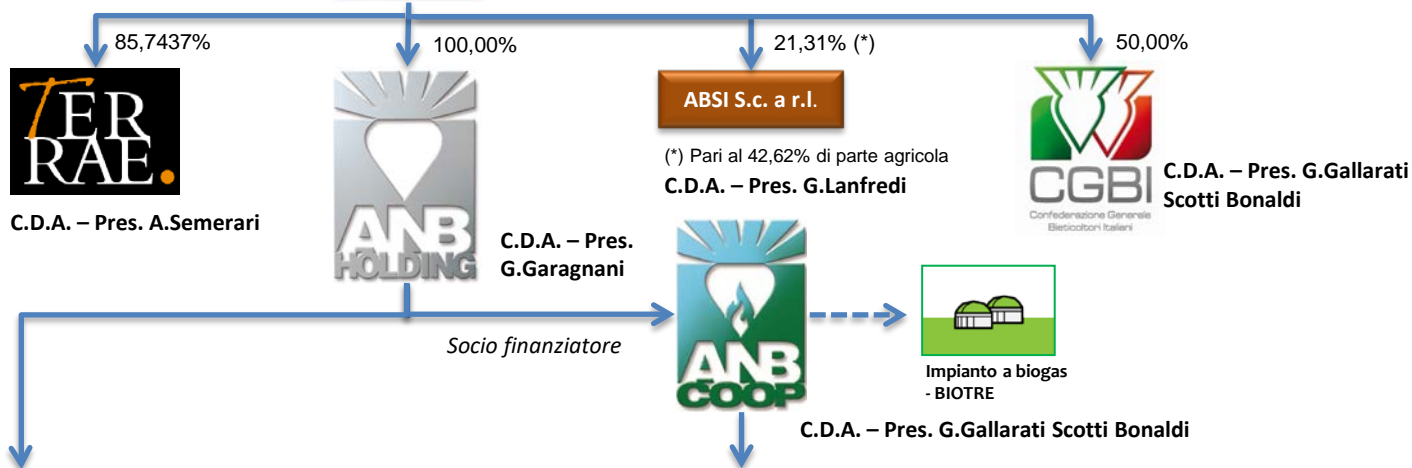 85,7437%
100,00%
21,31% (*)
50,00%
TER
RAE.
ABSI S.c. a r.l.
(*) Pari al 42,62% di parte agricola
C.D.A. – Pres. G.Lanfredi
CGBI
Confederazione Generale
Bieticoltori Italiani
C.D.A. – Pres. G.Gallarati
Scotti Bonaldi
C.D.A. – Pres. A.Semerari
ANB
HOLDING
C.D.A. – Pres.
G.Garagnani
Socio finanziatore
ANB
COOP
Impianto a biogas
- BIOTRE
C.D.A. – Pres. G.Gallarati Scotti Bonaldi